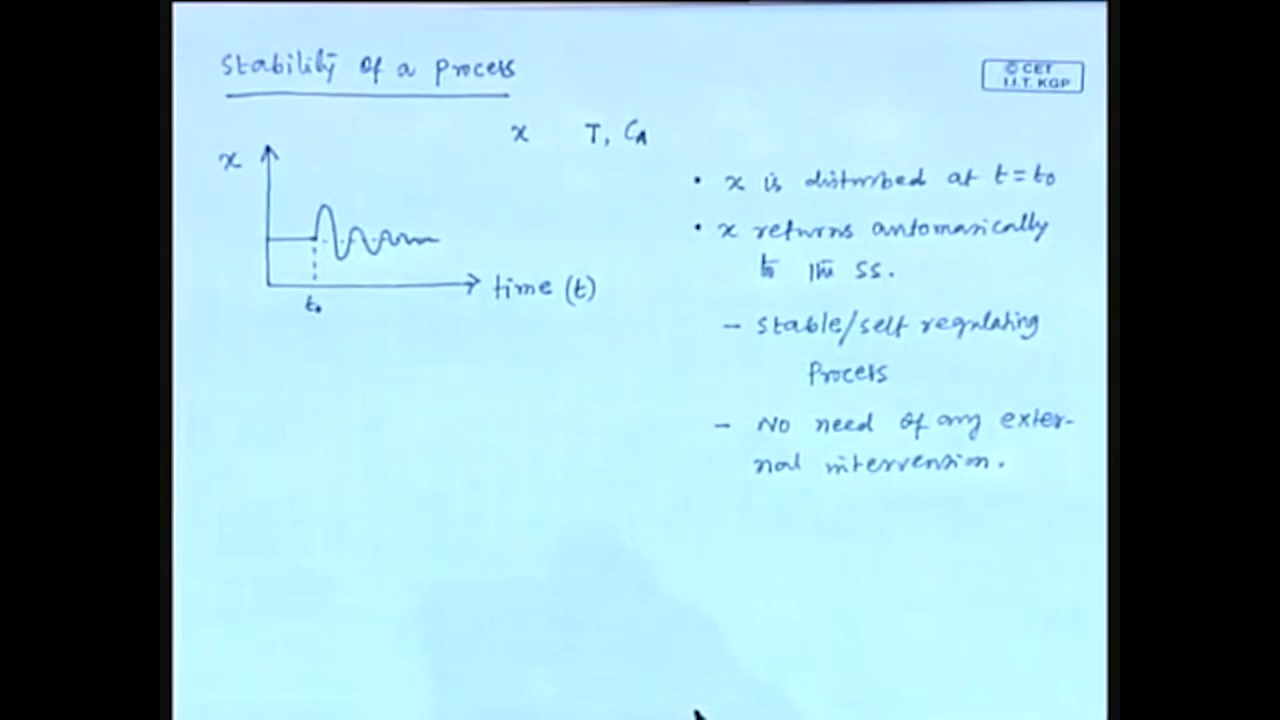 Stability of a process
© CET
I.I.T. KGP
x T, CA
x
• x is disturbed at t = t0
• x returns automatically
to its SS.
time (t)
t0
– stable/self regulating
process
– No need of any exter-
nal intervention.